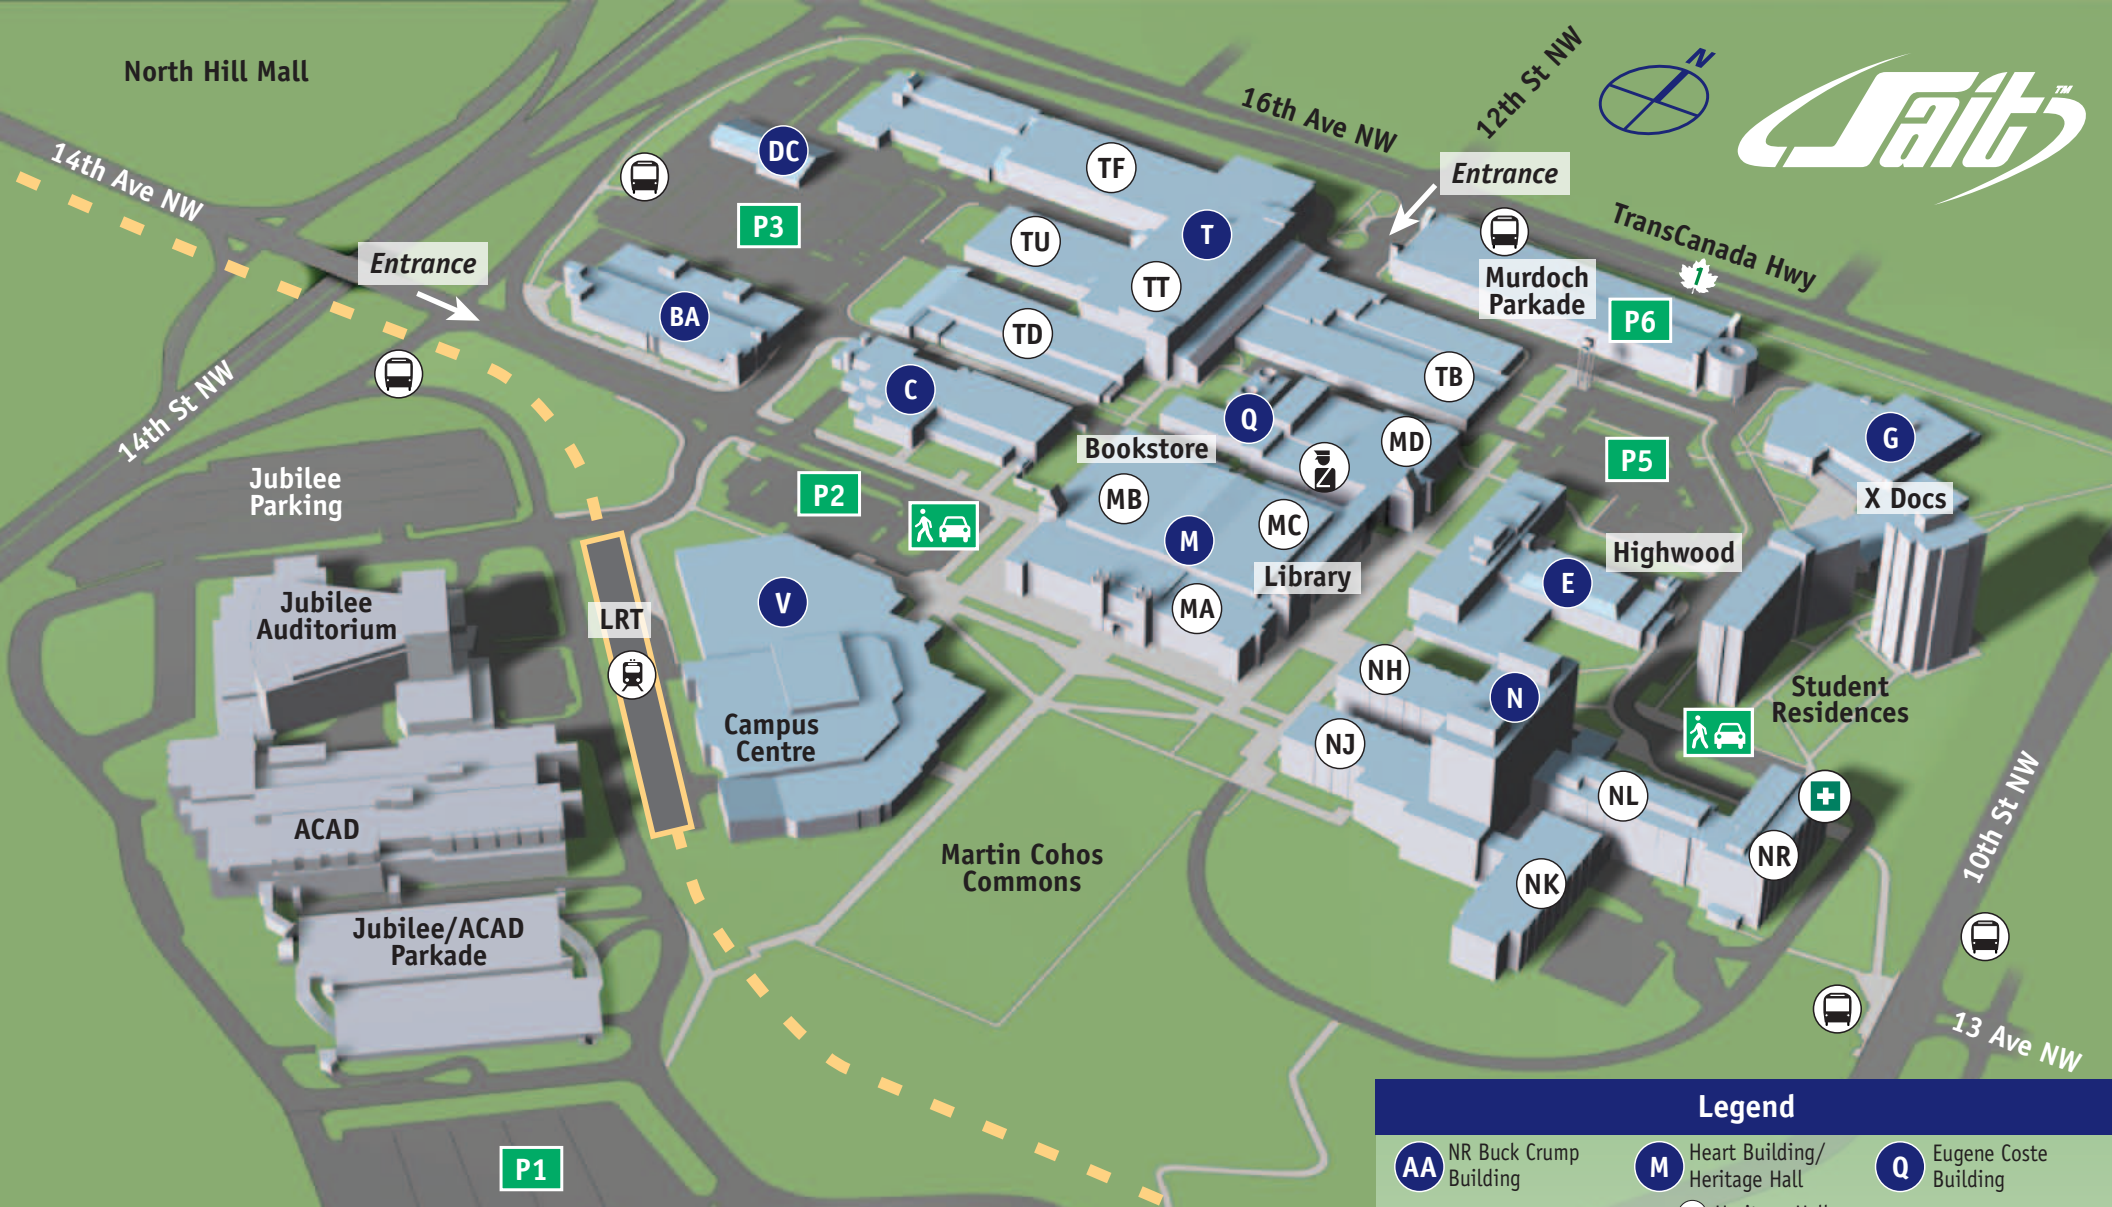 North Hill Mall
14th Ave NW
Entrance
14th St NW
16th Ave NW
12th St NW
N
Sait™
Entrance
TransCanada Hwy
1
DC
P3
TF
T
TU
TT
BA
TD
C
Murdoch
Parkade
P6
TB
Q
MD
G
P5
X Docs
Bookstore
MB
MC
M
Library
MA
P2
Jubilee
Parking
Highwood
E
V
LRT
Jubilee
Auditorium
NH
N
NJ
Student
Residences
Campus
Centre
NL
NR
NK
10th St NW
ACAD
Martin Cohos
Commons
Jubilee/ACAD
Parkade
13 Ave NW
P1
Legend
AA NR Buck Crump
Building
M Heart Building/
Heritage Hall
Q Eugene Coste
Building